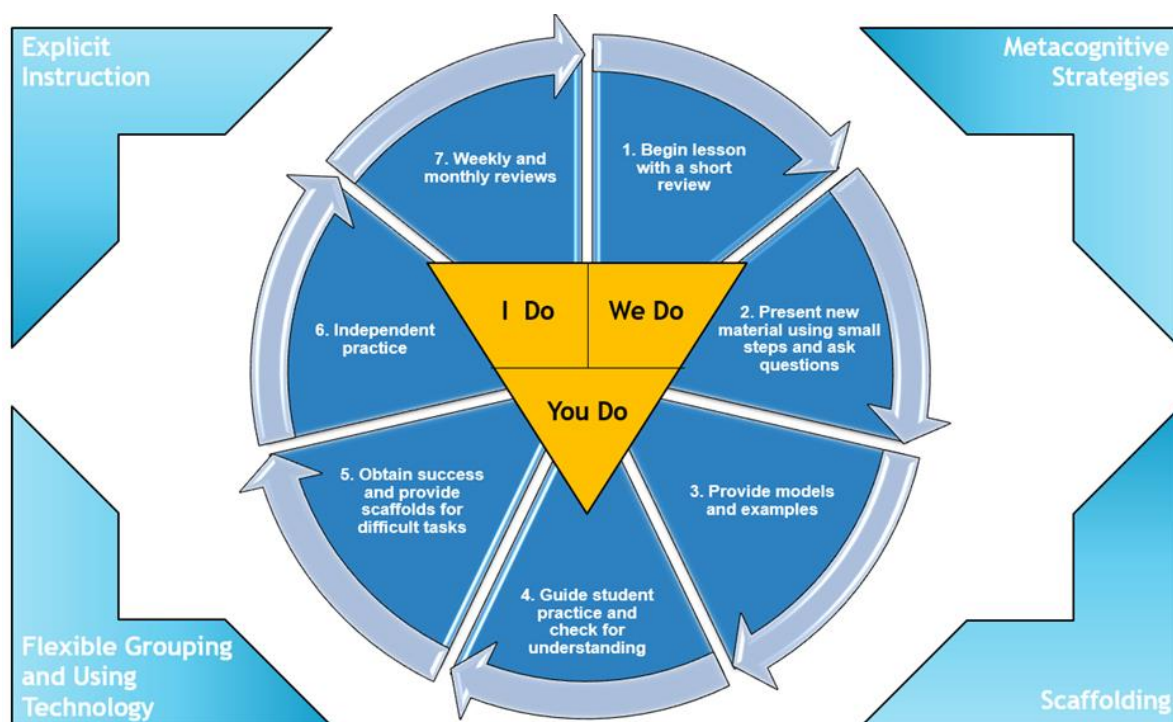 Explicit
Instruction
Metacognitive
Strategies
1. Begin lesson
with a short
review
2. Present new
material using small
steps and ask
questions
3. Provide models
and examples
4. Guide student
practice and
check for
understanding
5. Obtain success
and provide
scaffolds for
difficult tasks
6. Independent
practice
7. Weekly and
monthly reviews
I Do
We Do
You Do
Flexible Grouping
and Using
Technology
Scaffolding